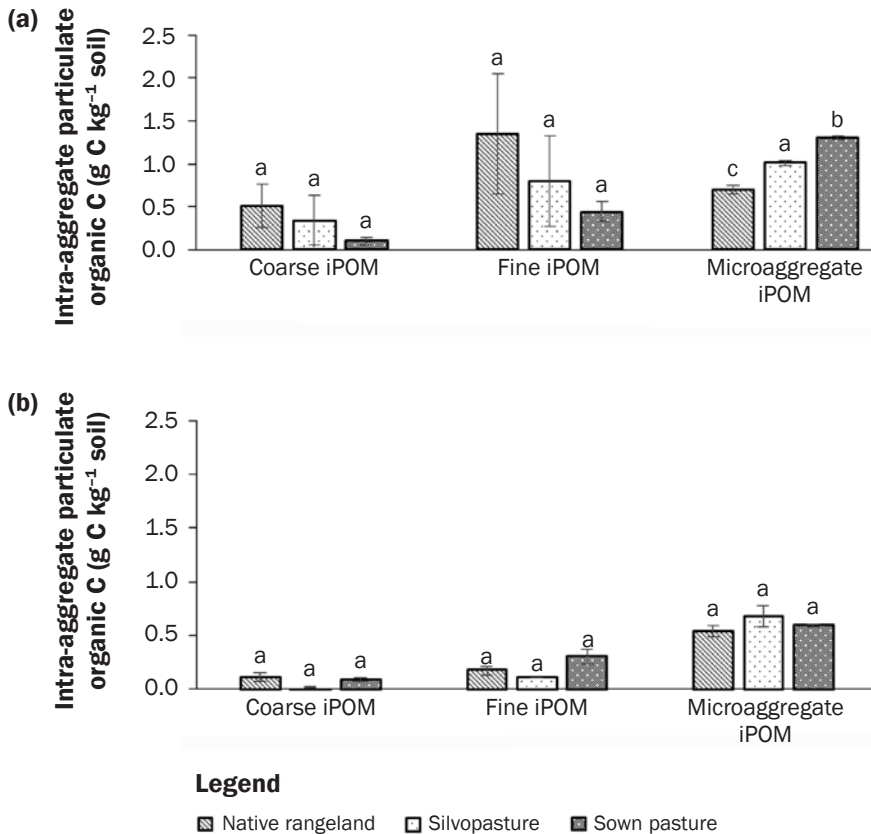 (a)
Intra-aggregate particulate
organic C (g C kg⁻¹ soil)
2.5
2.0
1.5
1.0
0.5
0.0
a a a
a a a
c a b
Coarse iPOM Fine iPOM Microaggregate
iPOM
(b)
Intra-aggregate particulate
organic C (g C kg⁻¹ soil)
2.5
2.0
1.5
1.0
0.5
0.0
a a a
a a a
a a a
Coarse iPOM Fine iPOM Microaggregate
iPOM
Legend
Native rangeland Silvopasture Sown pasture